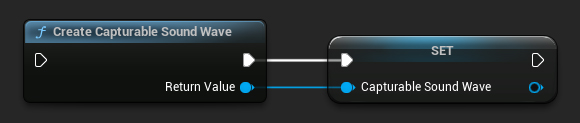 Create Capturable Sound Wave
Return Value
SET
Capturable Sound Wave